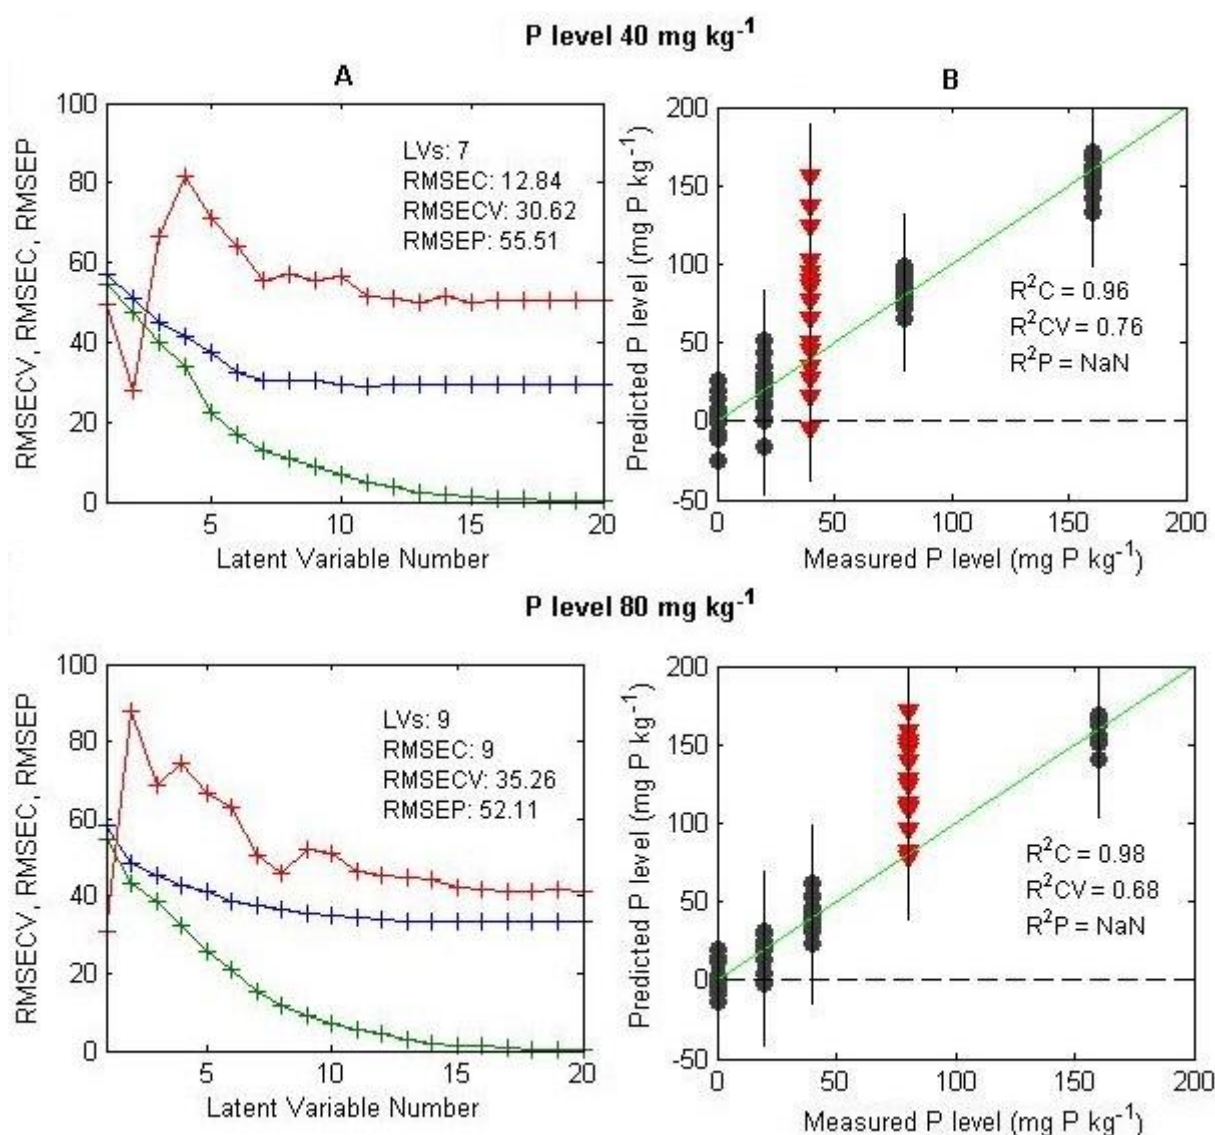 P level 40 mg kg⁻¹
A
B
RMSECV, RMSEC, RMSEP
100
80
60
40
20
0
LVs: 7
RMSEC: 12.84
RMSECV: 30.62
RMSEP: 55.51
5
10
15
20
Latent Variable Number
Predicted P level (mg P kg⁻¹)
200
150
100
50
0
-50
R²C = 0.96
R²CV = 0.76
R²P = NaN
0
50
100
150
200
Measured P level (mg P kg⁻¹)
P level 80 mg kg⁻¹
RMSECV, RMSEC, RMSEP
100
80
60
40
20
0
LVs: 9
RMSEC: 9
RMSECV: 35.26
RMSEP: 52.11
5
10
15
20
Latent Variable Number
Predicted P level (mg P kg⁻¹)
200
150
100
50
0
-50
R²C = 0.98
R²CV = 0.68
R²P = NaN
0
50
100
150
200
Measured P level (mg P kg⁻¹)